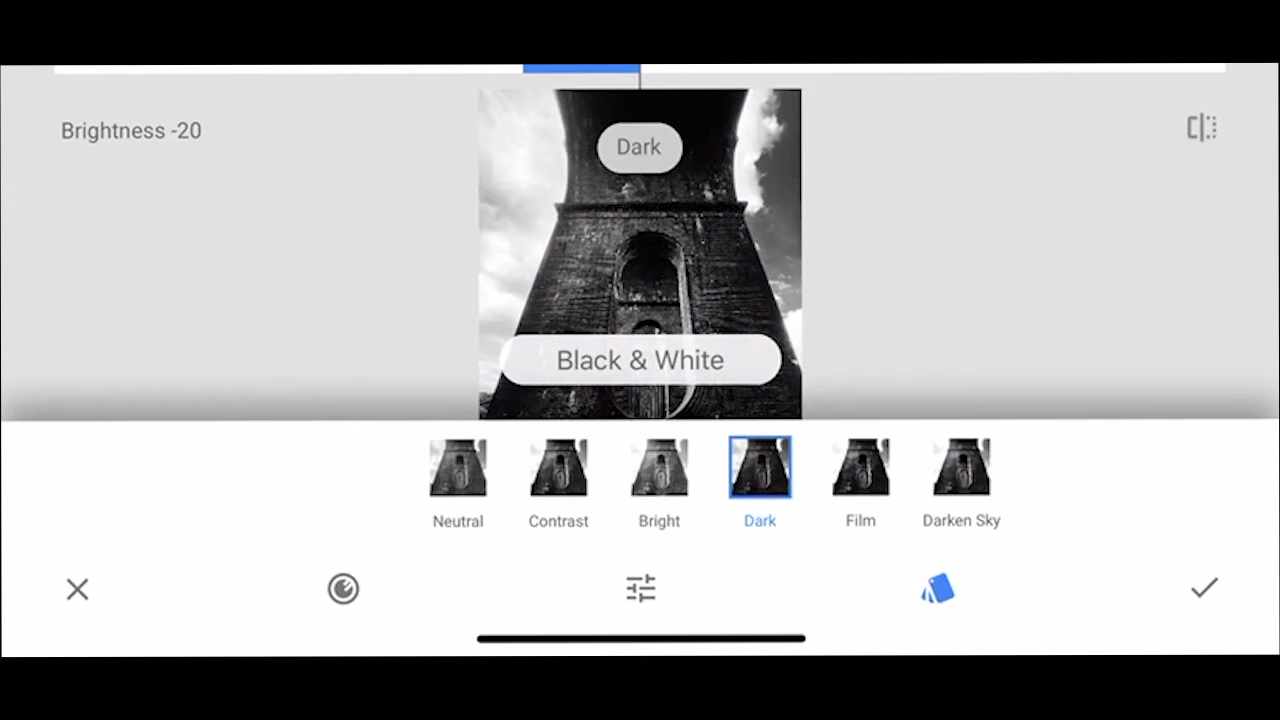 Brightness -20
Dark
Black & White
Neutral
Contrast
Bright
Dark
Film
Darken Sky